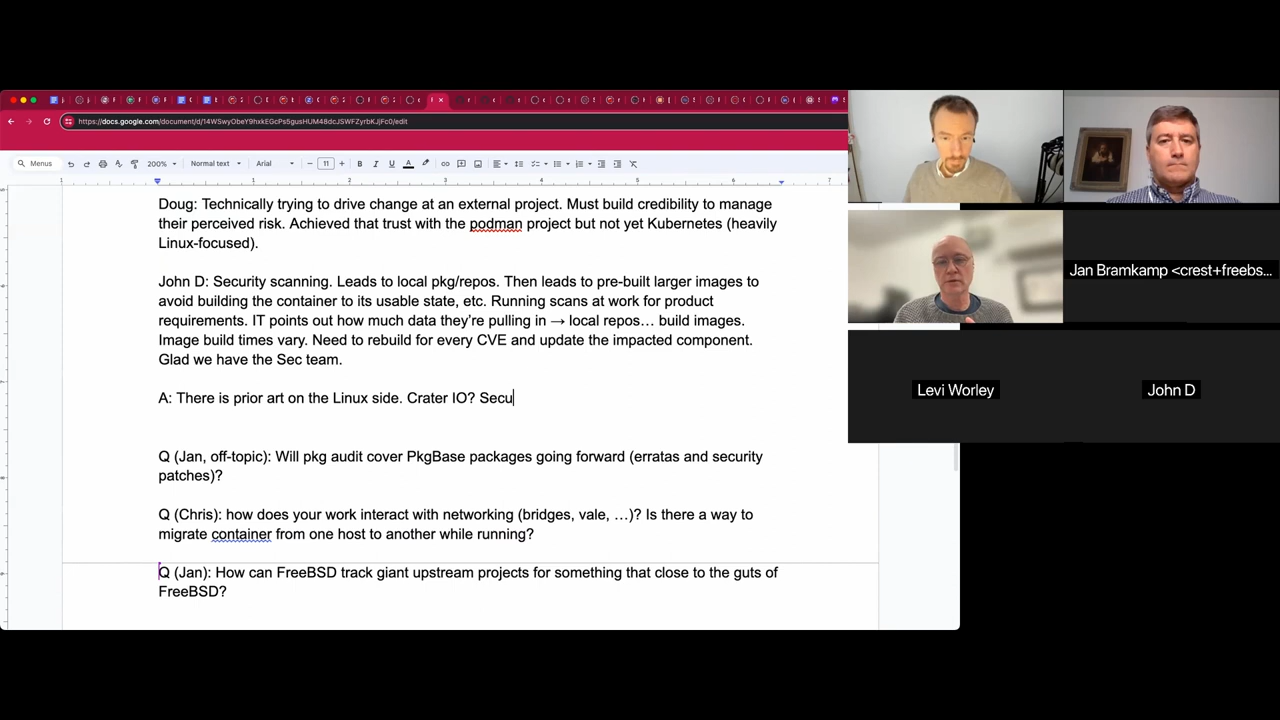 https://docs.google.com/document/d/14WSwyObeY9hxkEGcPs5gusHUM48dcJSWFZyrbKJjFc0/edit
Menus 200% Normal text Arial 11
1 1 2 3 4 5 6 7
Doug: Technically trying to drive change at an external project. Must build credibility to manage
their perceived risk. Achieved that trust with the podman project but not yet Kubernetes (heavily
Linux-focused).
John D: Security scanning. Leads to local pkg/repos. Then leads to pre-built larger images to
avoid building the container to its usable state, etc. Running scans at work for product
requirements. IT points out how much data they're pulling in → local repos… build images.
Image build times vary. Need to rebuild for every CVE and update the impacted component.
Glad we have the Sec team.
A: There is prior art on the Linux side. Crater IO? Secu
Q (Jan, off-topic): Will pkg audit cover PkgBase packages going forward (erratas and security
patches)?
Q (Chris): how does your work interact with networking (bridges, vale, …)? Is there a way to
migrate container from one host to another while running?
Q (Jan): How can FreeBSD track giant upstream projects for something that close to the guts of
FreeBSD?
Jan Bramkamp <crest+freebs...
Levi Worley
John D